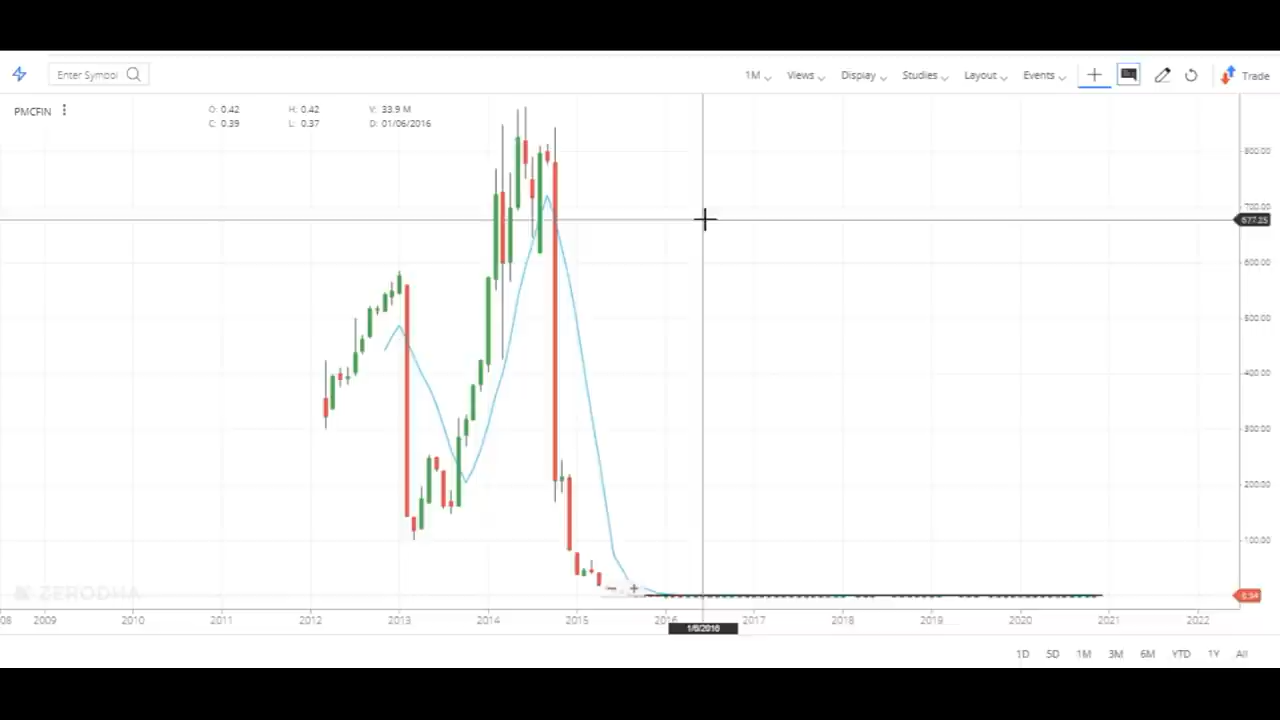 Enter Symbol 1M Views Display Studies Layout Events Trade
PMCFIN O: 0.42 H: 0.42 V: 33.9 M
C: 0.39 L: 0.37 D: 01/06/2016
800.00
700.00
677.25
600.00
500.00
400.00
300.00
200.00
100.00
ZERODHA
08 2009 2010 2011 2012 2013 2014 2015 2016 2017 2018 2019 2020 2021 2022
1/6/2016
1D 5D 1M 3M 6M YTD 1Y All